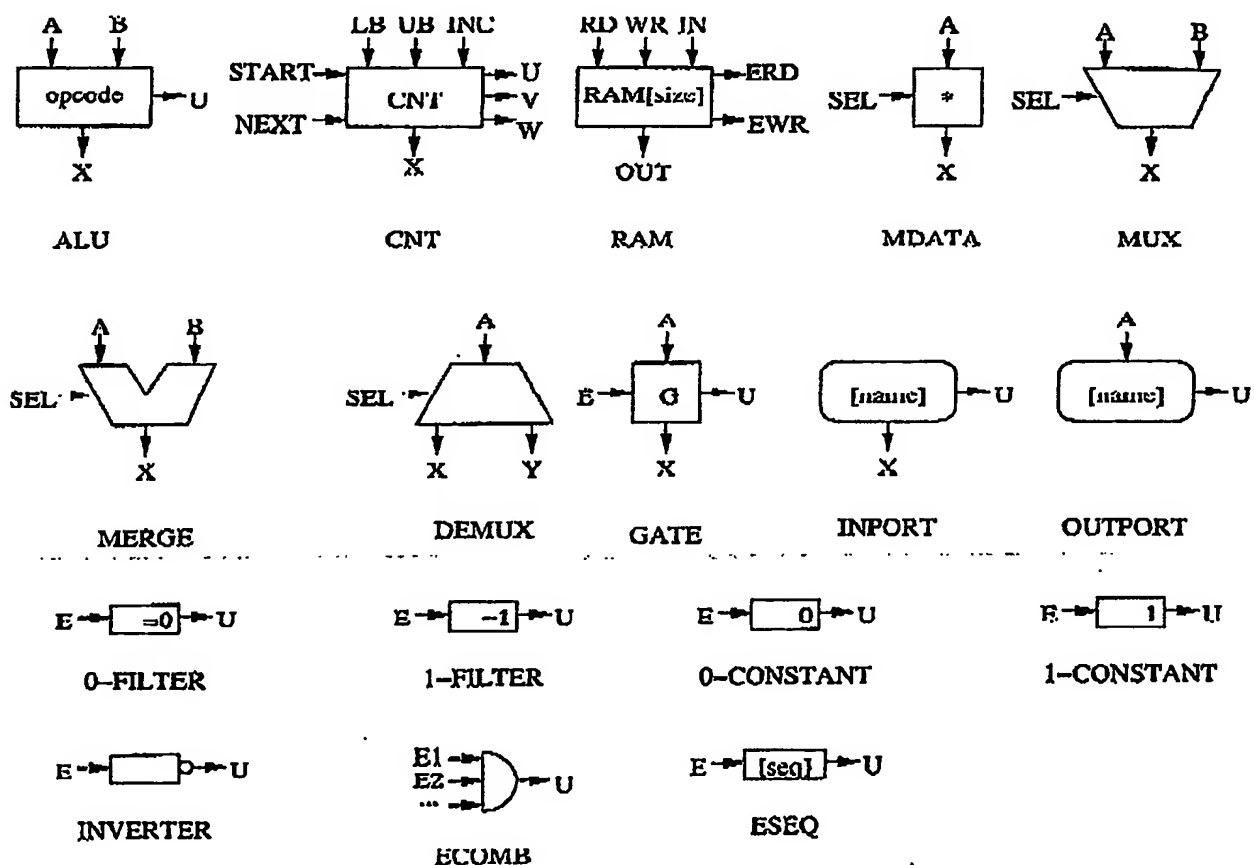 A B LB UB INC RD WR IN A A B
START U ERD
opcode U CNT V RAM[size] SEL * SEL
NEXT W EWR
X X OUT X X
ALU CNT RAM MDATA MUX
A B A A A
SEL SEL E G U [name] U [name] U
X X Y X X
MERGE DEMUX GATE INPORT OUTPORT
E =0 U E -1 U E 0 U E 1 U
0-FILTER 1-FILTER 0-CONSTANT 1-CONSTANT
E U E1 E2 ... U E [seq] U
INVERTER ECOMB ESEQ